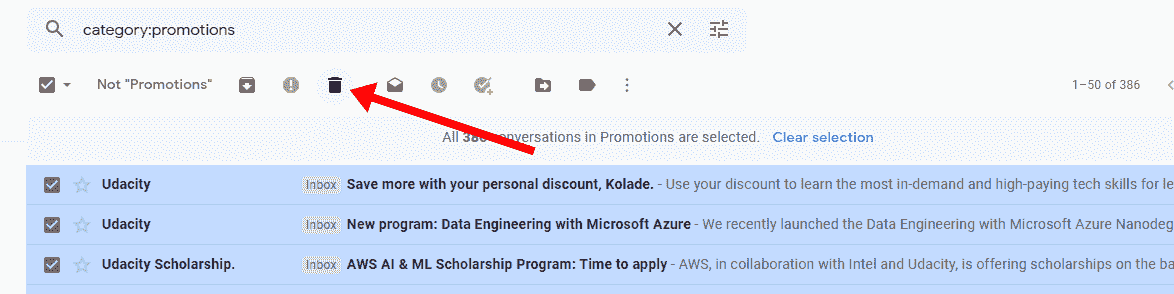 category:promotions
Not "Promotions" 1–50 of 386
All 386 conversations in Promotions are selected. Clear selection
Udacity Inbox Save more with your personal discount, Kolade. - Use your discount to learn the most in-demand and high-paying tech skills for le
Udacity Inbox New program: Data Engineering with Microsoft Azure - We recently launched the Data Engineering with Microsoft Azure Nanodeg
Udacity Scholarship. Inbox AWS AI & ML Scholarship Program: Time to apply - AWS, in collaboration with Intel and Udacity, is offering scholarships on the ba